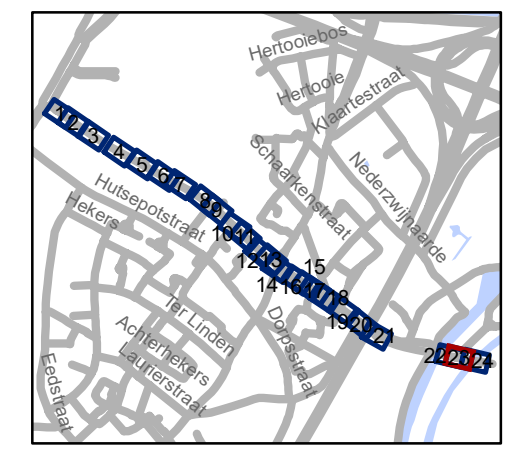 Hertooiebos
Hertooie
Klaartestraat
Schaarkenstraat
Nederzwijnaarde
Hutsepotstraat
Hekers
Ter Linden
Achterhekers
Laurierstraat
Eedstraat
Dorpsstraat
1
2
3
4
5
6
7
8
9
10
11
12
13
14
15
16
17
18
19
20
21
22
23
24